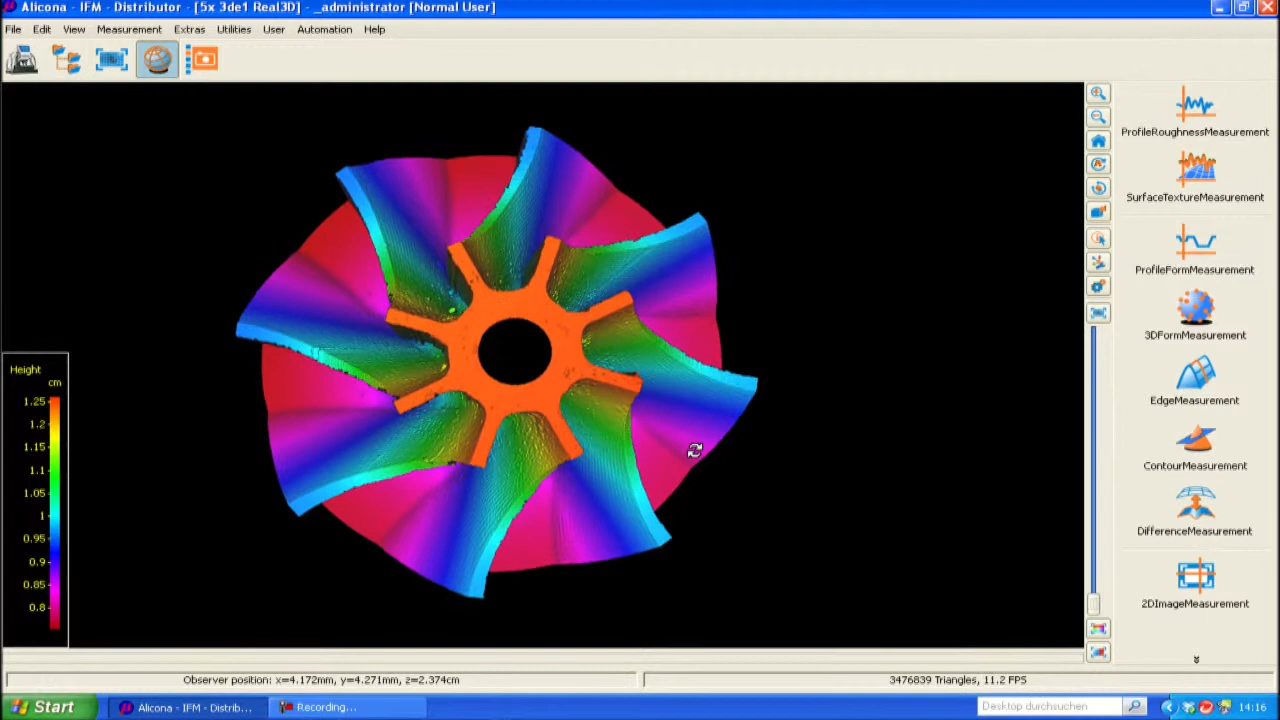 Alicona - IFM - Distributor - [5x 3de1 Real3D] - _administrator [Normal User]
File Edit View Measurement Extras Utilities User Automation Help
ProfileRoughnessMeasurement
SurfaceTextureMeasurement
ProfileFormMeasurement
3DFormMeasurement
EdgeMeasurement
ContourMeasurement
DifferenceMeasurement
2DImageMeasurement
Height
cm
1.25
1.2
1.15
1.1
1.05
1
0.95
0.9
0.85
0.8
Observer position: x=4.172mm, y=4.271mm, z=2.374cm
3476839 Triangles, 11.2 FPS
Start
Alicona - IFM - Distrib...
Recording...
Desktop durchsuchen
14:16